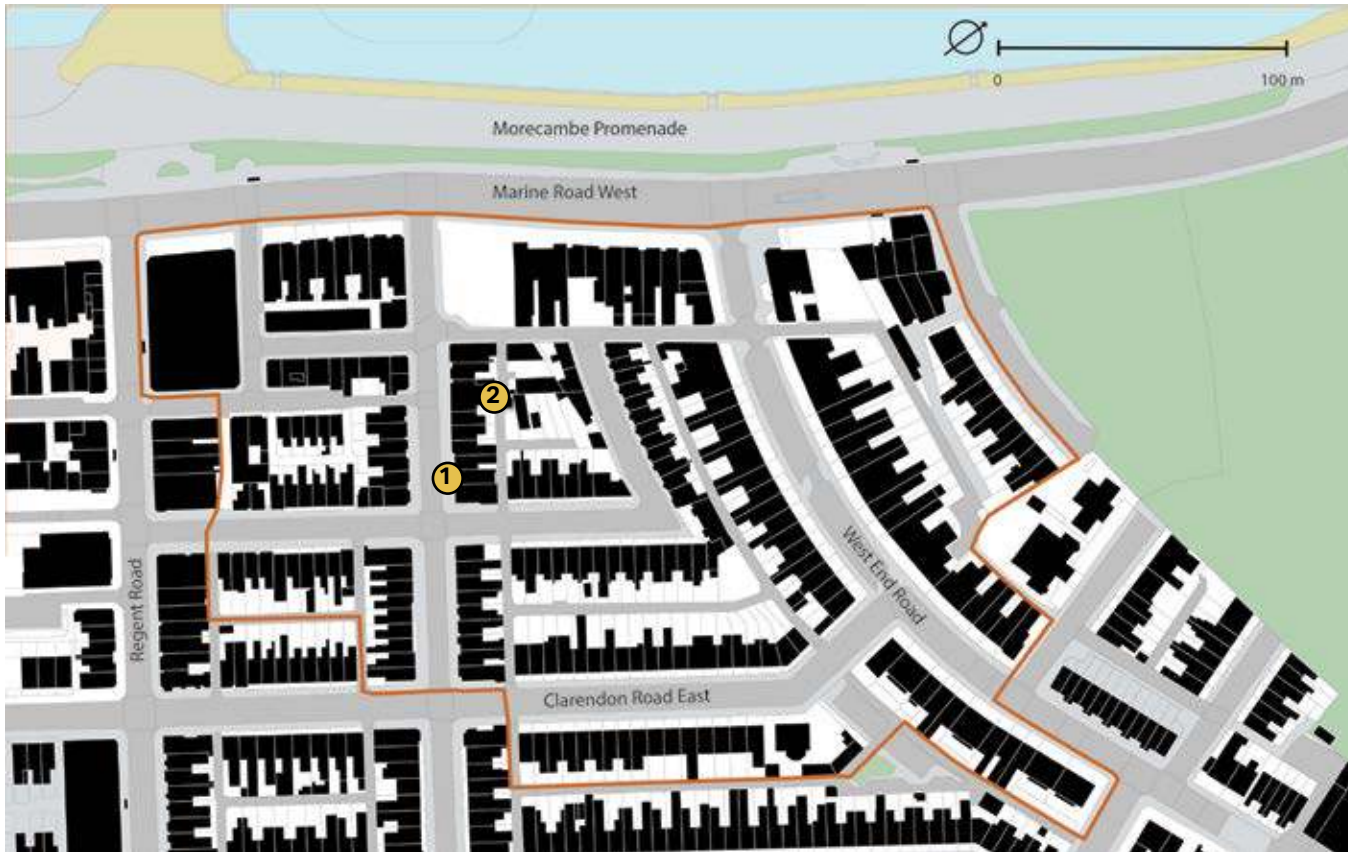 0
100 m
Morecambe Promenade
Marine Road West
2
1
West End Road
Regent Road
Clarendon Road East